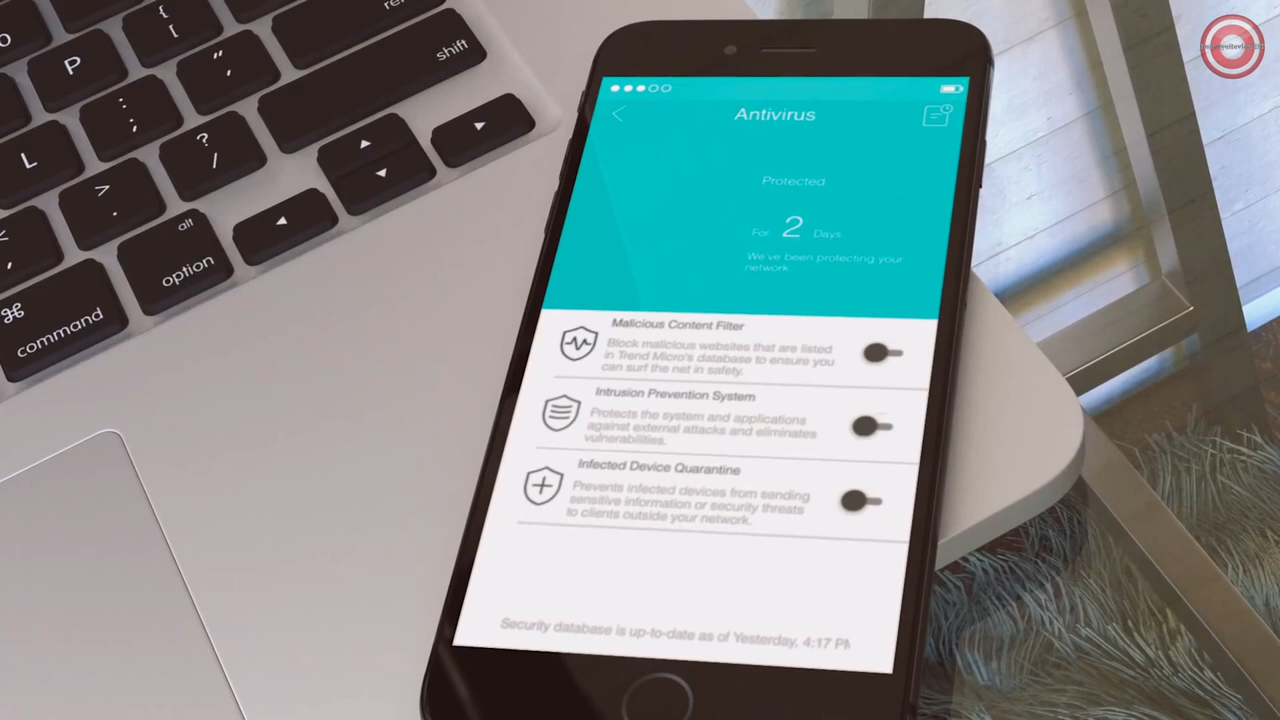 P
{
[
shift
"
,
:
;
L
?
/
>
.
alt
option
⌘
command
Antivirus
Protected
For 2 Days
We've been protecting your
network
Malicious Content Filter
Block malicious websites that are listed
in Trend Micro's database to ensure you
can surf the net in safety.
Intrusion Prevention System
Protects the system and applications
against external attacks and eliminates
vulnerabilities.
Infected Device Quarantine
Prevents infected devices from sending
sensitive information or security threats
to clients outside your network.
Security database is up-to-date as of Yesterday, 4:17 PM